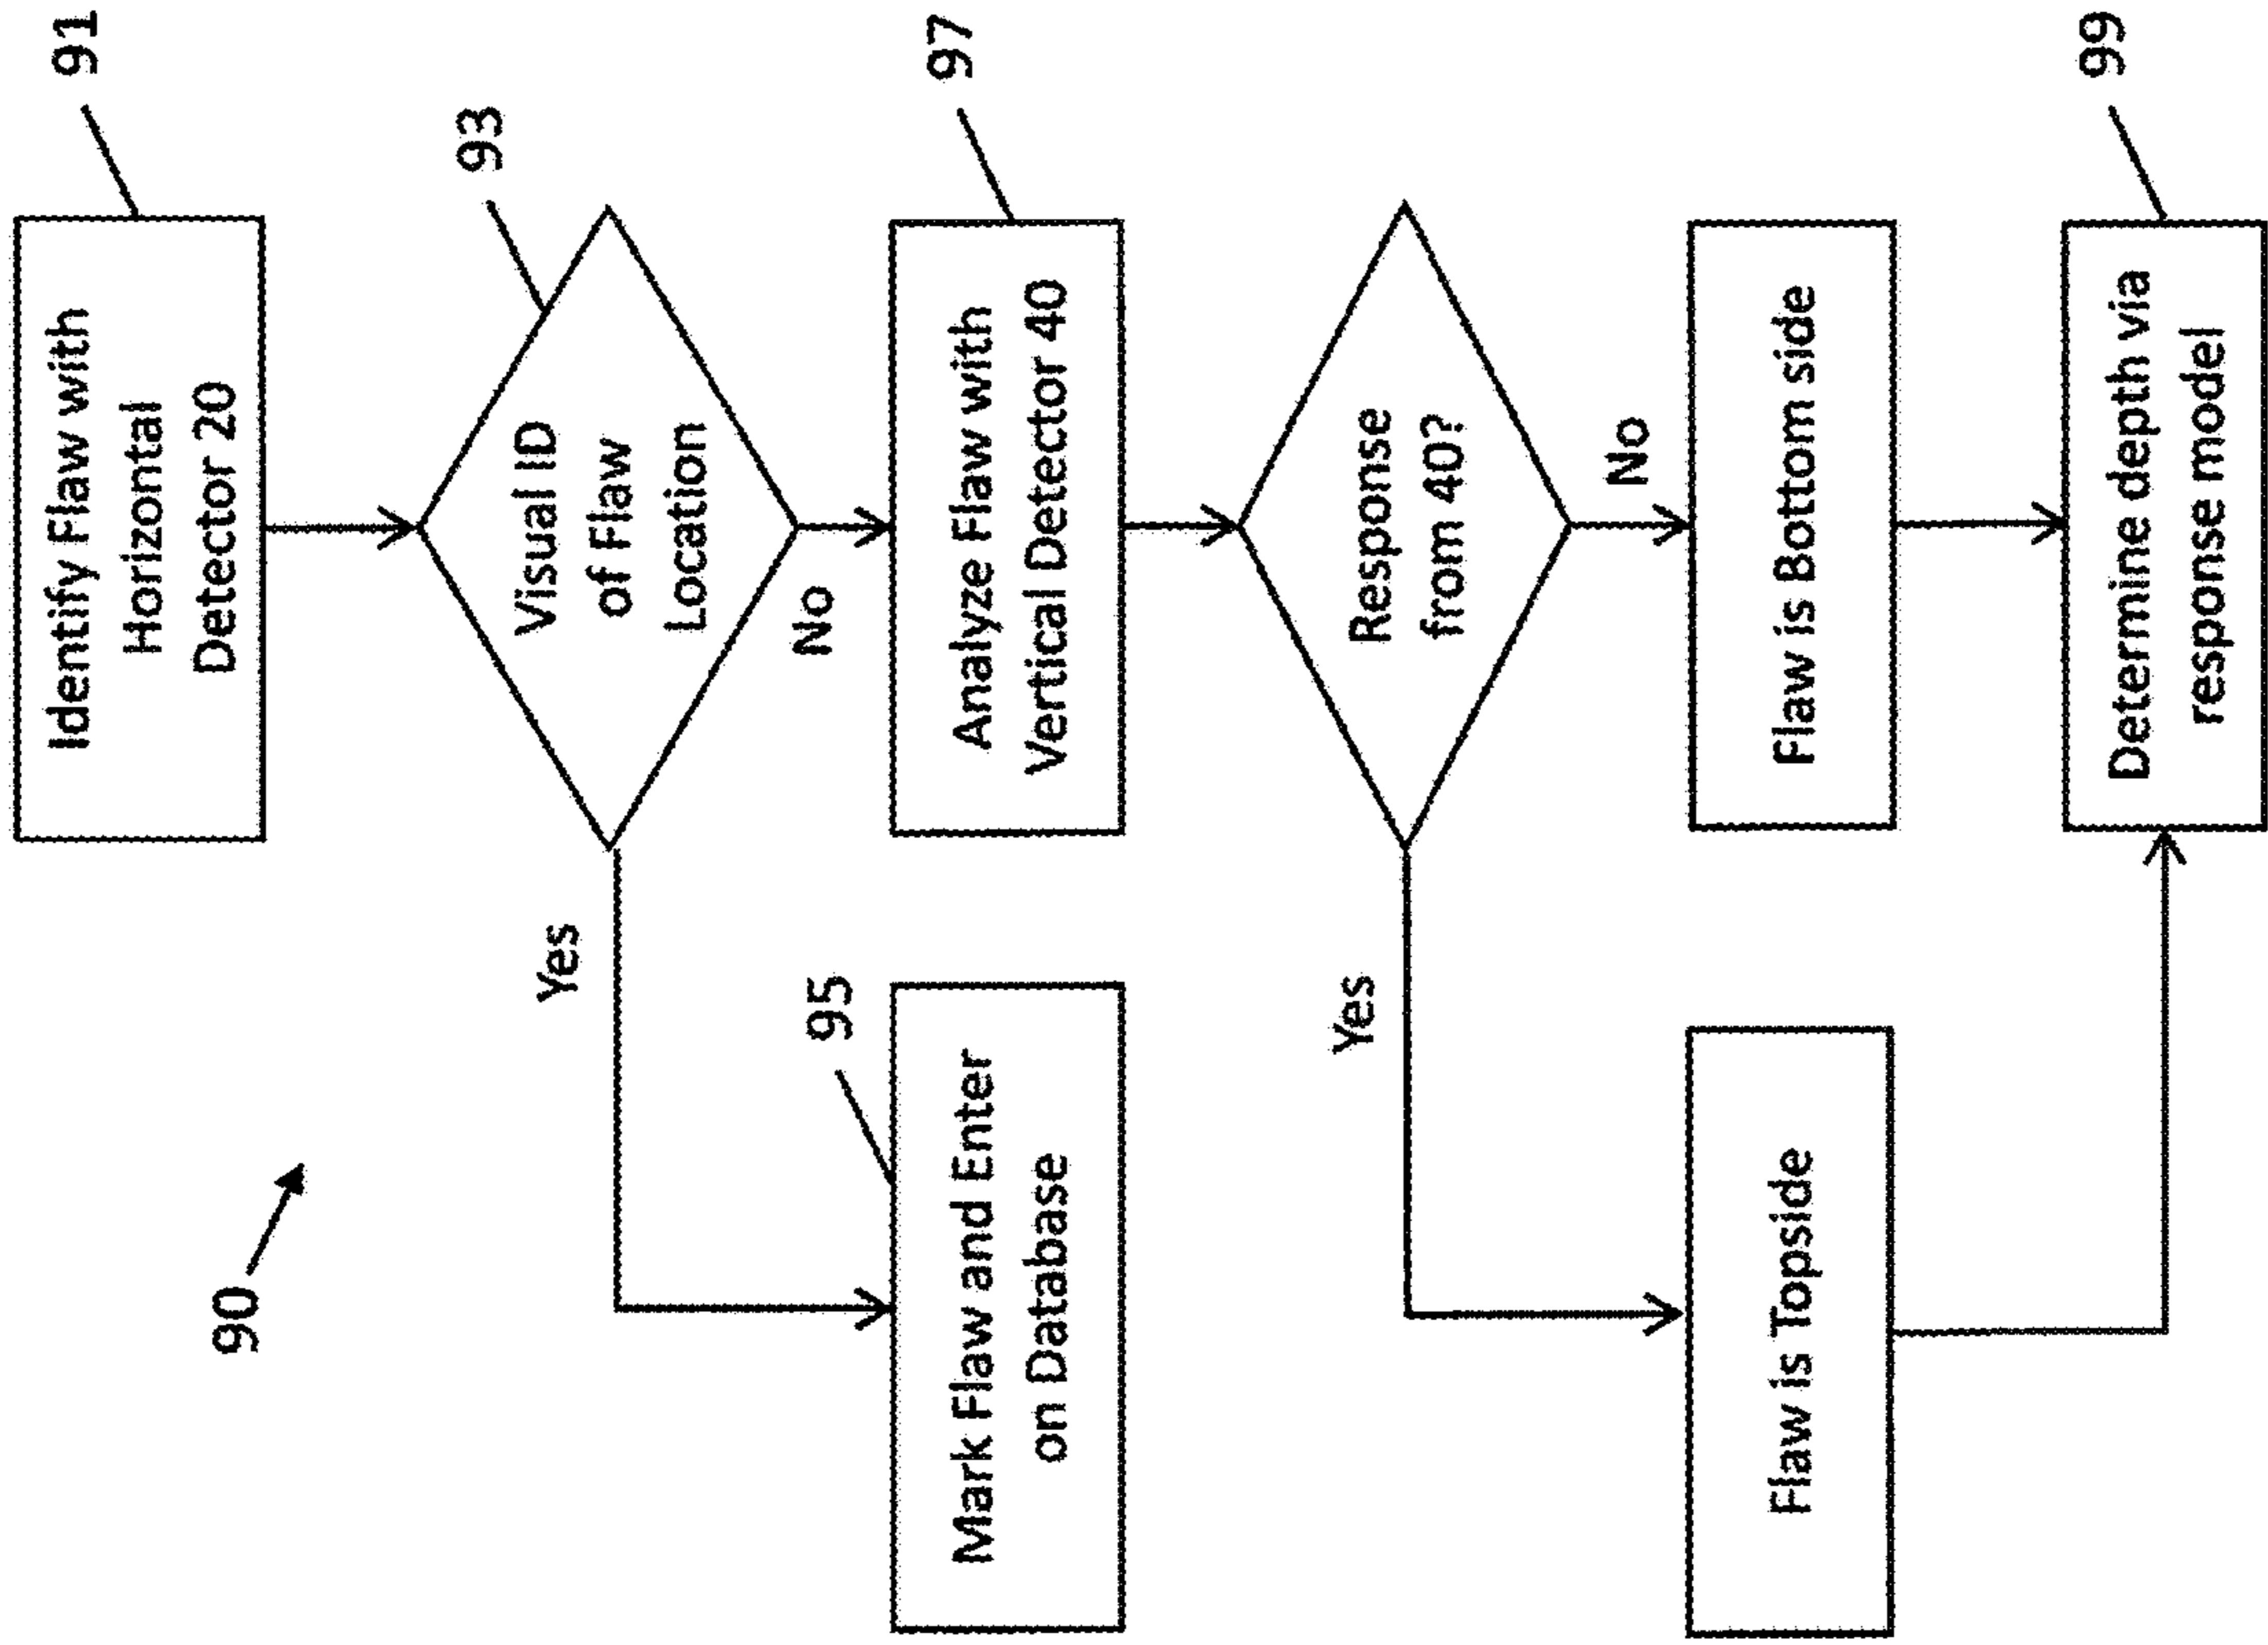 90
Identify Flaw with
Horizontal
Detector 20
91
Visual ID
of Flaw
Location
93
Yes
No
Mark Flaw and Enter
on Database
95
Analyze Flaw with
Vertical Detector 40
97
Response
from 40?
Yes
No
Flaw is Topside
Flaw is Bottom side
Determine depth via
response model
99